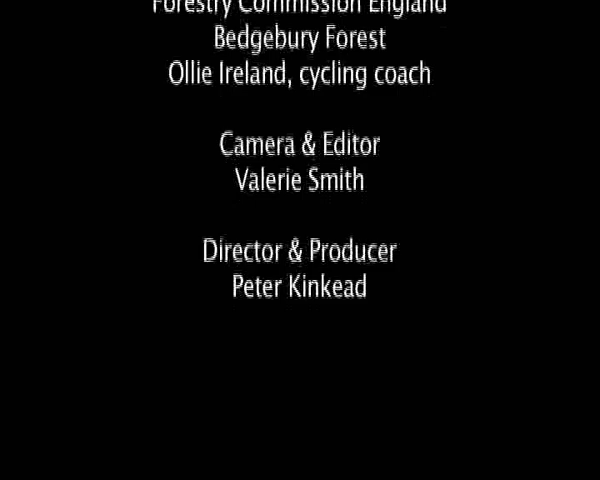 Forestry Commission England
Bedgebury Forest
Ollie Ireland, cycling coach
Camera & Editor
Valerie Smith
Director & Producer
Peter Kinkead